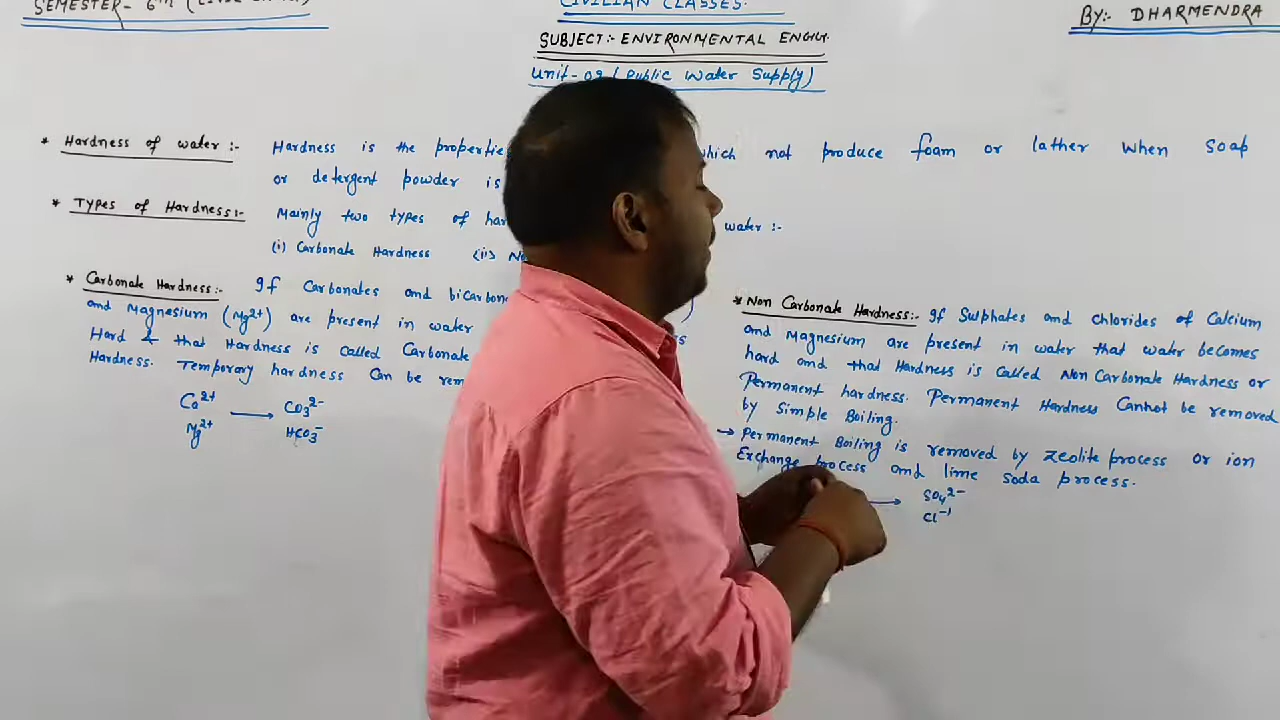 SEMESTER- 6th
CIVILIAN CLASSES.
BY:- DHARMENDRA
SUBJECT:- ENVIRONMENTAL ENGG.
Unit-02 (Public Water Supply)
* Hardness of water:- Hardness is the which not produce foam or lather when soap
or detergent powder is
* Types of Hardness:- Mainly two types of water :-
(i) Carbonate Hardness (ii)
* Carbonate Hardness:- If Carbonates and
and Magnesium (Mg2+) are present in water
Hard & that Hardness is called Carbonate
Hardness. Temporary hardness Can be
Ca2+ → CO3 2-
Mg2+ HCO3-
* Non Carbonate Hardness:- If Sulphates and chlorides of Calcium
and Magnesium are present in water that water becomes
hard and that Hardness is called Non Carbonate Hardness or
Permanent hardness. Permanent Hardness Cannot be removed
by Simple Boiling.
→ Permanent Boiling is removed by zeolite process or ion
Exchange process and lime soda process.
→ SO4 2-
Cl-1